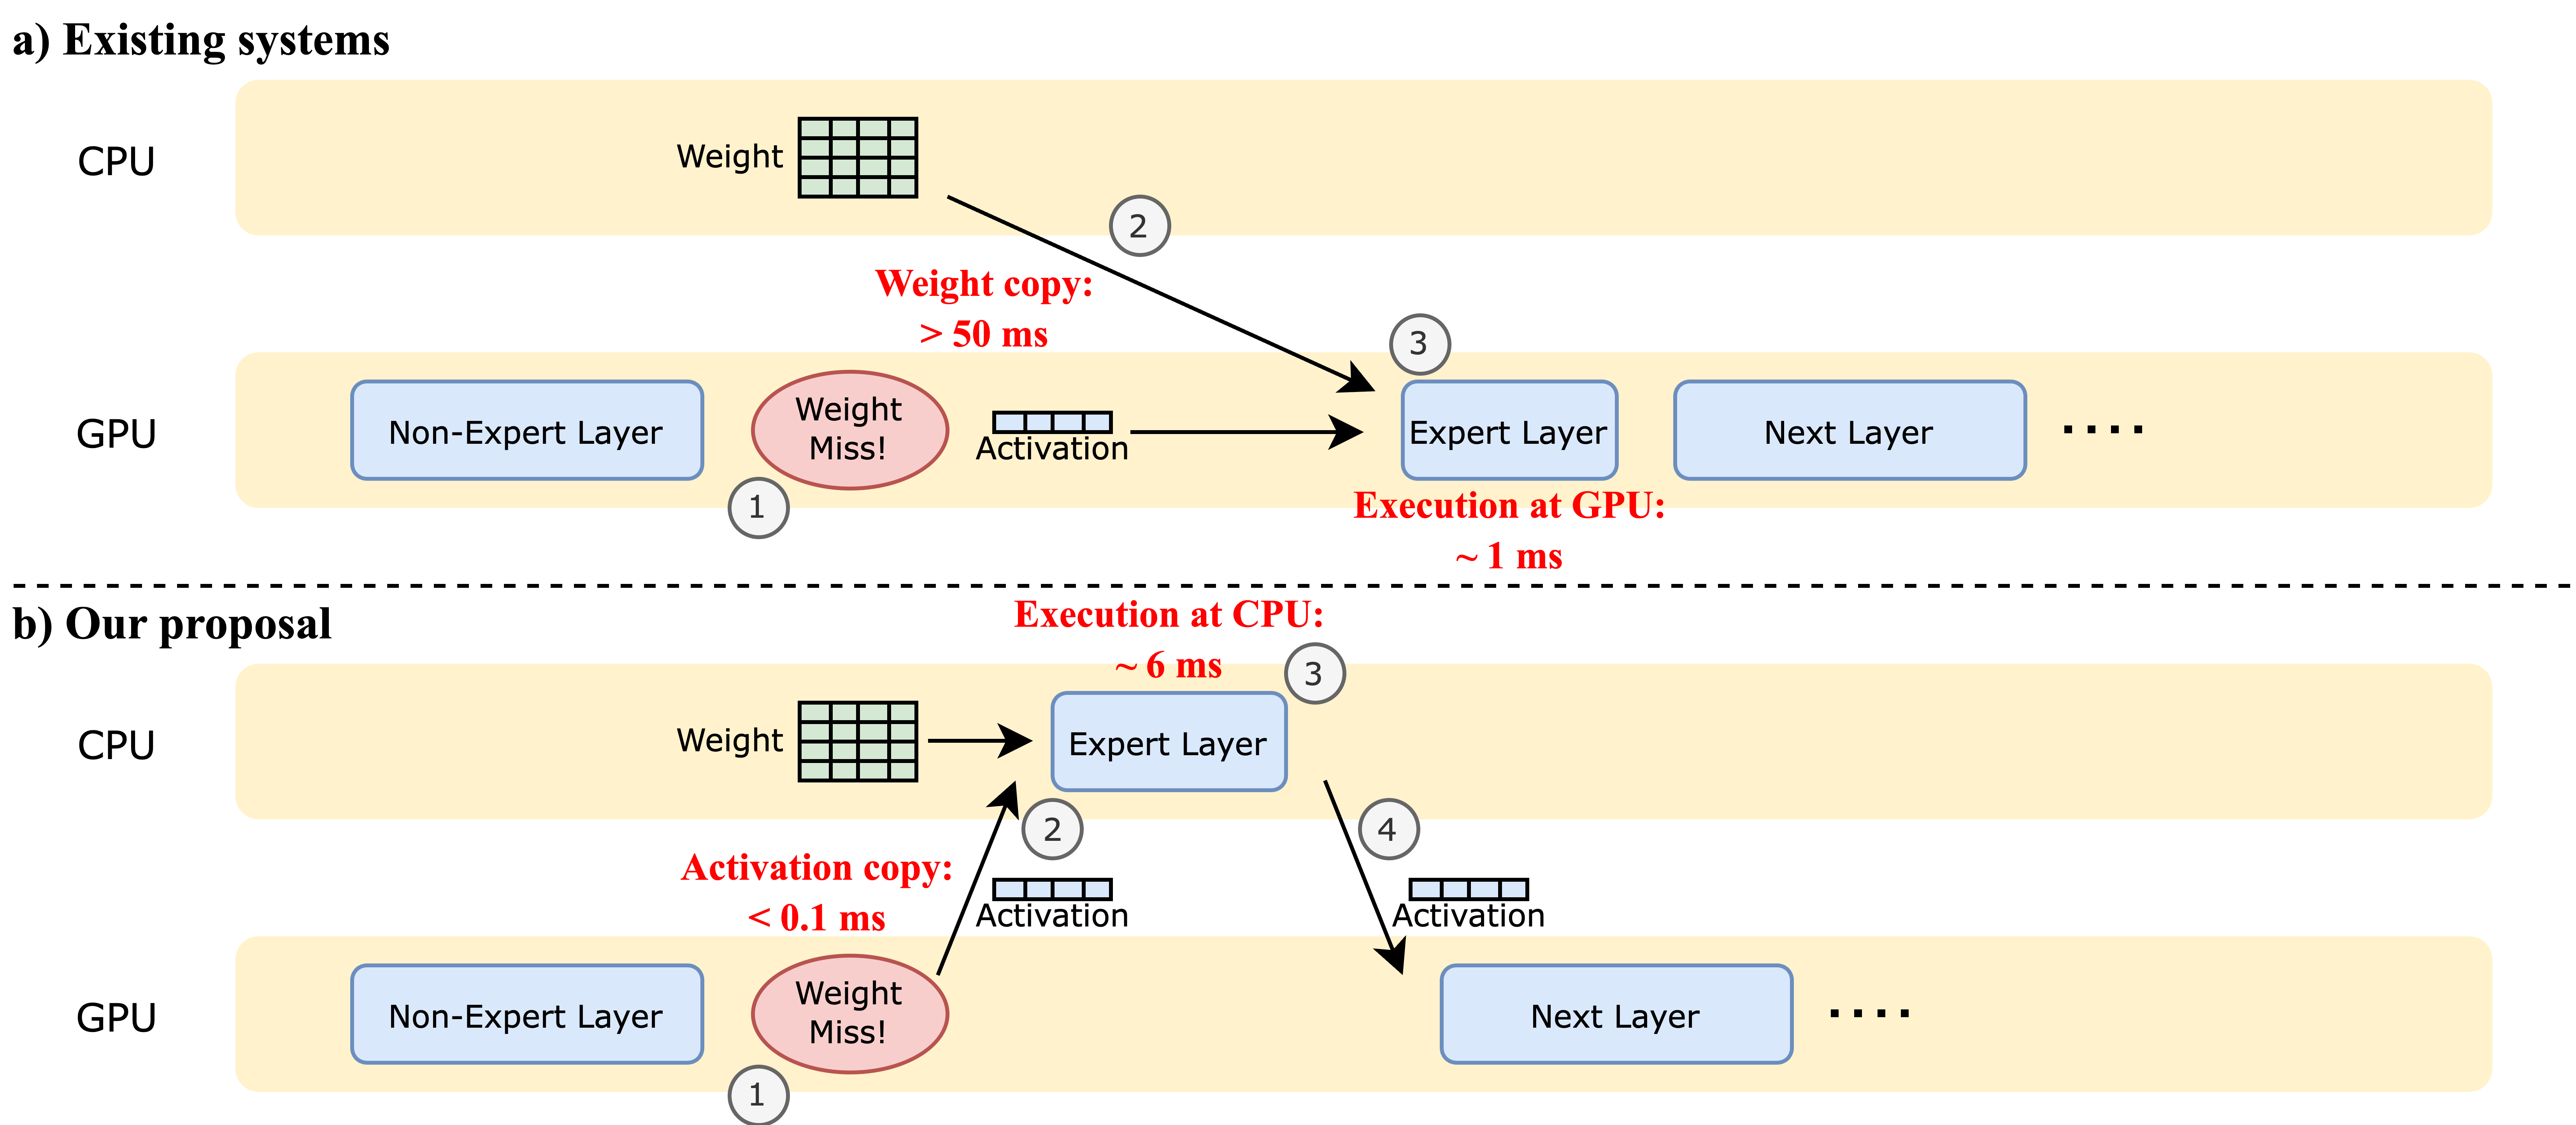 a) Existing systems
CPU
Weight
2
Weight copy:
> 50 ms
3
GPU
Non-Expert Layer
Weight
Miss!
Activation
Expert Layer
Next Layer
....
1
Execution at GPU:
~ 1 ms
b) Our proposal
Execution at CPU:
~ 6 ms
3
CPU
Weight
Expert Layer
2
4
Activation copy:
< 0.1 ms
Activation
Activation
GPU
Non-Expert Layer
Weight
Miss!
Next Layer
....
1